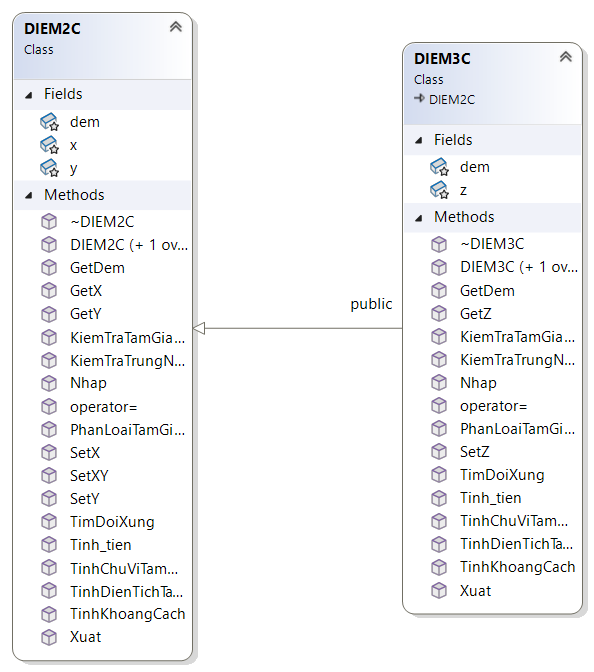 DIEM2C
Class
Fields
dem
x
y
Methods
~DIEM2C
DIEM2C (+ 1 ov...
GetDem
GetX
GetY
KiemTraTamGia...
KiemTraTrungN...
Nhap
operator=
PhanLoaiTamGi...
SetX
SetXY
SetY
TimDoiXung
Tinh_tien
TinhChuViTam...
TinhDienTichTa...
TinhKhoangCach
Xuat
public
DIEM3C
Class
DIEM2C
Fields
dem
z
Methods
~DIEM3C
DIEM3C (+ 1 ov...
GetDem
GetZ
KiemTraTamGia...
KiemTraTrungN...
Nhap
operator=
PhanLoaiTamGi...
SetZ
TimDoiXung
Tinh_tien
TinhChuViTam...
TinhDienTichTa...
TinhKhoangCach
Xuat